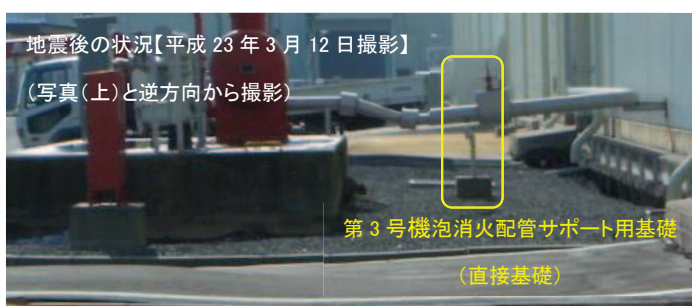 地震後の状況【平成 23 年 3 月 12 日撮影】
(写真(上)と逆方向から撮影)
第 3 号機泡消火配管サポート用基礎
(直接基礎)